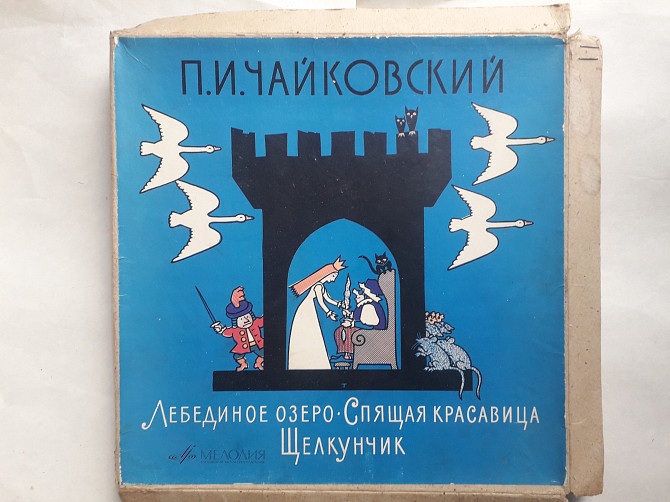 П.И.ЧАЙКОВСКИЙ
ЛЕБЕДИНОЕ ОЗЕРО·СПЯЩАЯ КРАСАВИЦА
ЩЕЛКУНЧИК
МЕЛОДИЯ